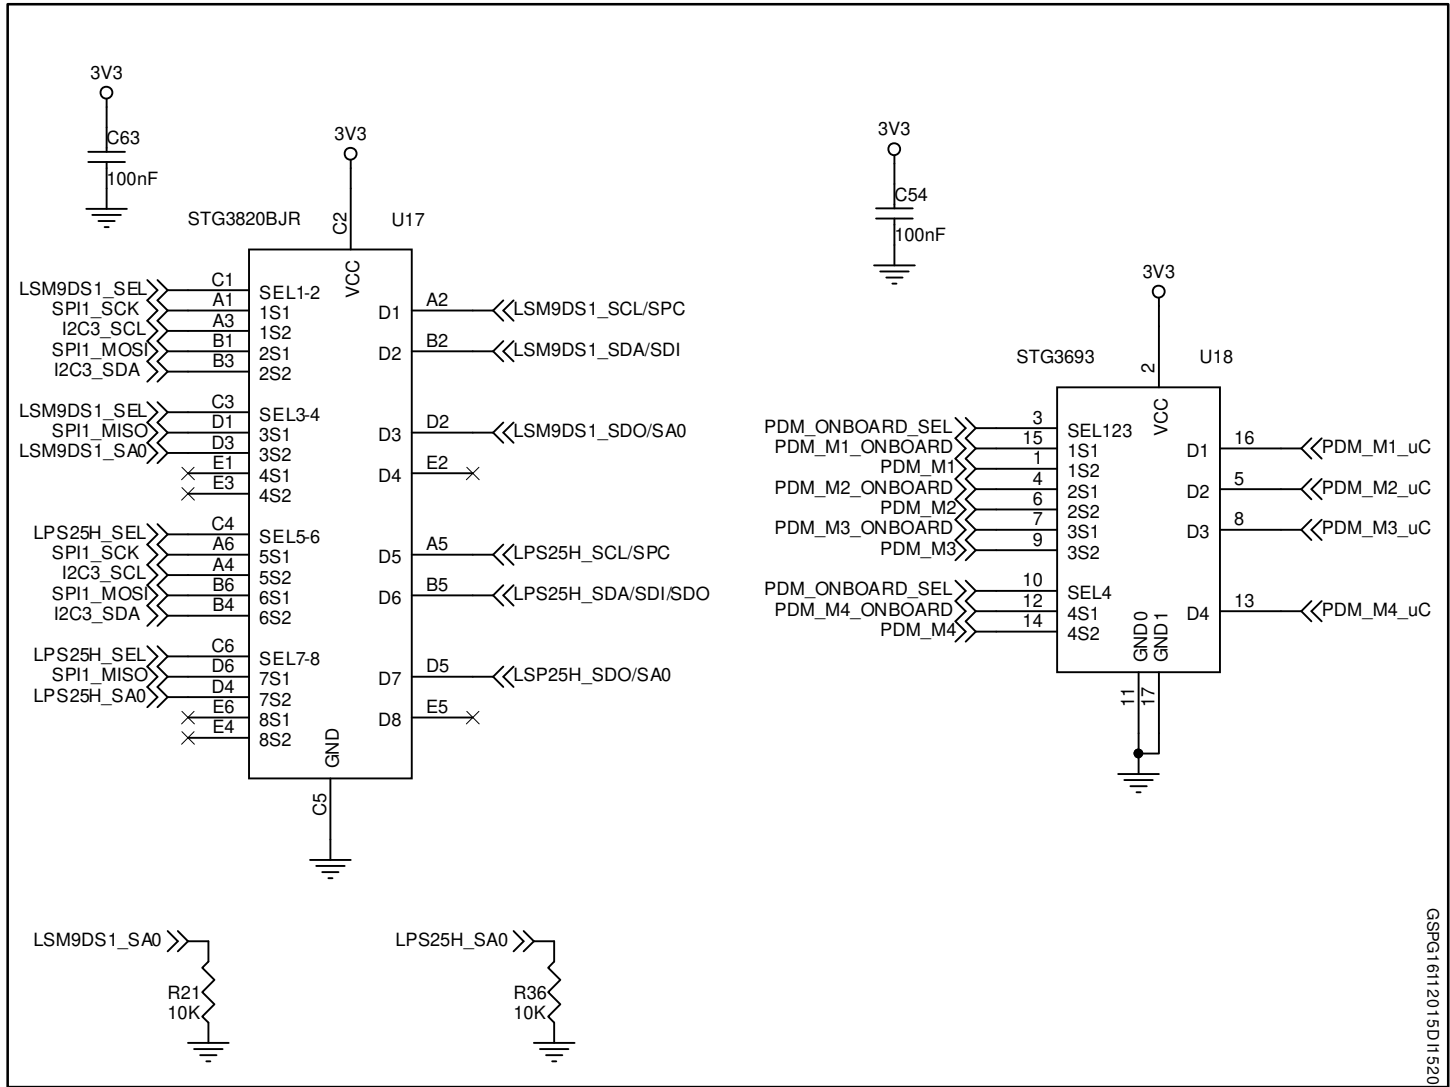 3V3
C63
100nF
3V3
STG3820BJR
U17
C2
VCC
LSM9DS1_SEL C1 SEL1-2
SPI1_SCK A1 1S1
I2C3_SCL A3 1S2
SPI1_MOSI B1 2S1
I2C3_SDA B3 2S2
D1 A2 LSM9DS1_SCL/SPC
D2 B2 LSM9DS1_SDA/SDI
LSM9DS1_SEL C3 SEL3-4
SPI1_MISO D1 3S1
LSM9DS1_SA0 D3 3S2
E1 4S1
E3 4S2
D3 D2 LSM9DS1_SDO/SA0
D4 E2
LPS25H_SEL C4 SEL5-6
SPI1_SCK A6 5S1
I2C3_SCL A4 5S2
SPI1_MOSI B6 6S1
I2C3_SDA B4 6S2
D5 A5 LPS25H_SCL/SPC
D6 B5 LPS25H_SDA/SDI/SDO
LPS25H_SEL C6 SEL7-8
SPI1_MISO D6 7S1
LPS25H_SA0 D4 7S2
E6 8S1
E4 8S2
D7 D5 LSP25H_SDO/SA0
D8 E5
GND
C5
3V3
C54
100nF
3V3
STG3693
U18
2
VCC
PDM_ONBOARD_SEL 3 SEL123
PDM_M1_ONBOARD 15 1S1
PDM_M1 1 1S2
PDM_M2_ONBOARD 4 2S1
PDM_M2 6 2S2
PDM_M3_ONBOARD 7 3S1
PDM_M3 9 3S2
D1 16 PDM_M1_uC
D2 5 PDM_M2_uC
D3 8 PDM_M3_uC
PDM_ONBOARD_SEL 10 SEL4
PDM_M4_ONBOARD 12 4S1
PDM_M4 14 4S2
D4 13 PDM_M4_uC
GND0
GND1
11
17
LSM9DS1_SA0
R21
10K
LPS25H_SA0
R36
10K
GSPG16112015DI1520